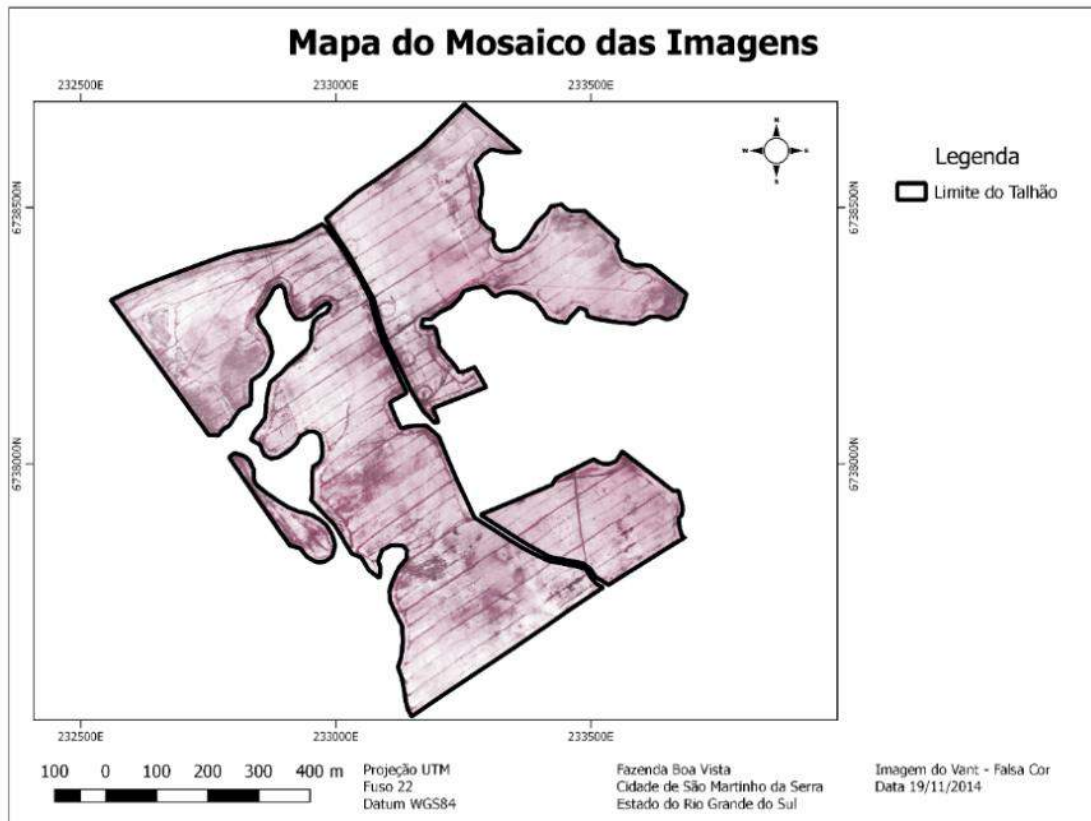 Mapa do Mosaico das Imagens
232500E 233000E 233500E
N
W E
S
Legenda
Limite do Talhão
6738500N 6738500N
6738000N 6738000N
232500E 233000E 233500E
100 0 100 200 300 400 m
Projeção UTM
Fuso 22
Datum WGS84
Fazenda Boa Vista
Cidade de São Martinho da Serra
Estado do Rio Grande do Sul
Imagem do Vant - Falsa Cor
Data 19/11/2014